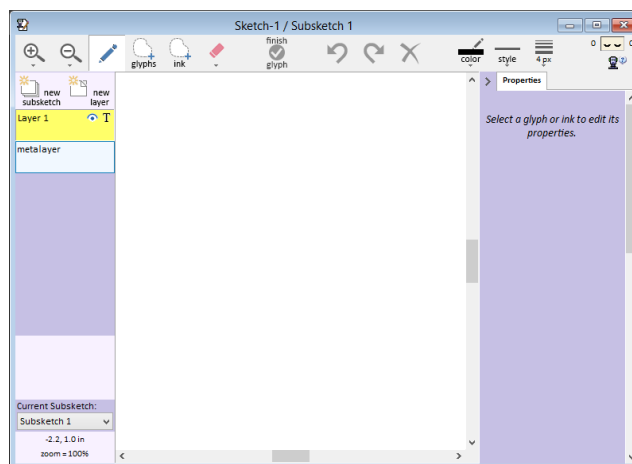 Sketch-1 / Subsketch 1
glyphs
ink
finish
glyph
color
style
4 px
0
new
subsketch
new
layer
Layer 1
T
metalayer
Properties
Select a glyph or ink to edit its
properties.
Current Subsketch:
Subsketch 1
-2.2, 1.0 in
zoom = 100%